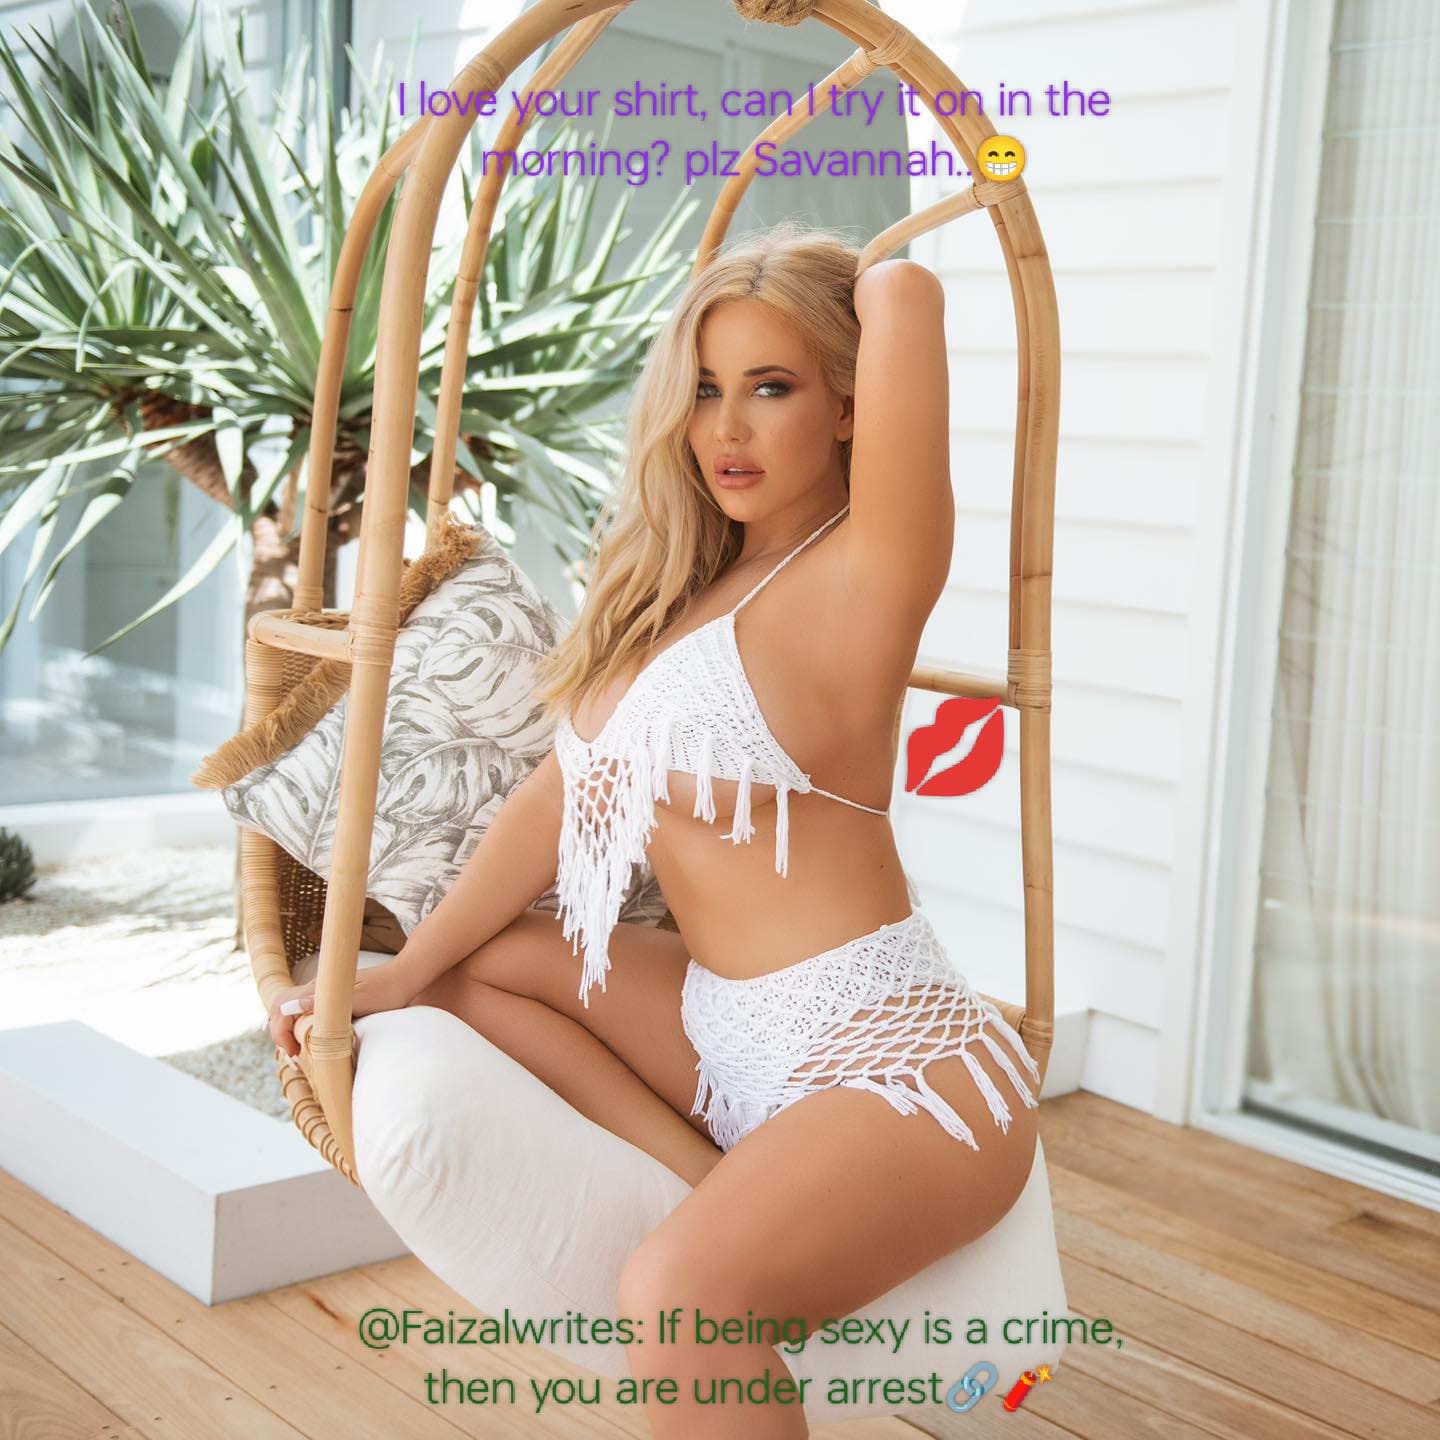 I love your shirt, can I try it on in the
morning? plz Savannah..😁
@Faizalwrites: If being sexy is a crime,
then you are under arrest🔗🧨